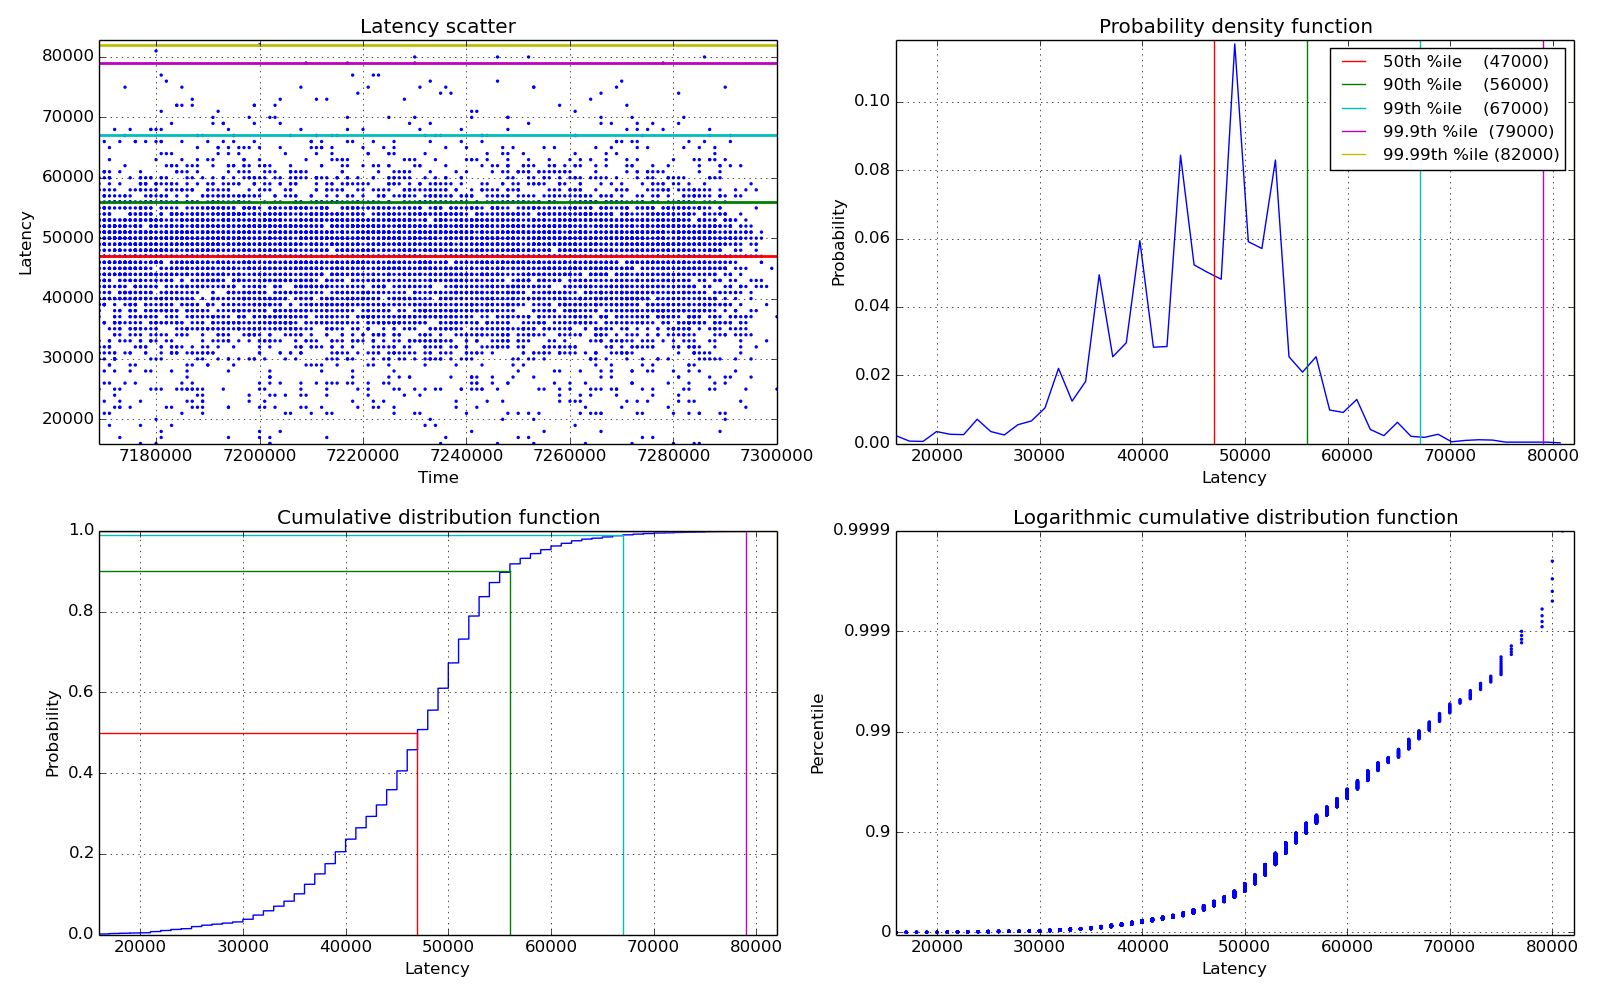 Latency scatter
80000
70000
60000
50000
40000
30000
20000
Latency
7180000 7200000 7220000 7240000 7260000 7280000 7300000
Time
Probability density function
0.10
0.08
0.06
0.04
0.02
0.00
Probability
50th %ile (47000)
90th %ile (56000)
99th %ile (67000)
99.9th %ile (79000)
99.99th %ile (82000)
20000 30000 40000 50000 60000 70000 80000
Latency
Cumulative distribution function
1.0
0.8
0.6
0.4
0.2
0.0
Probability
20000 30000 40000 50000 60000 70000 80000
Latency
Logarithmic cumulative distribution function
0.9999
0.999
0.99
0.9
0
Percentile
20000 30000 40000 50000 60000 70000 80000
Latency